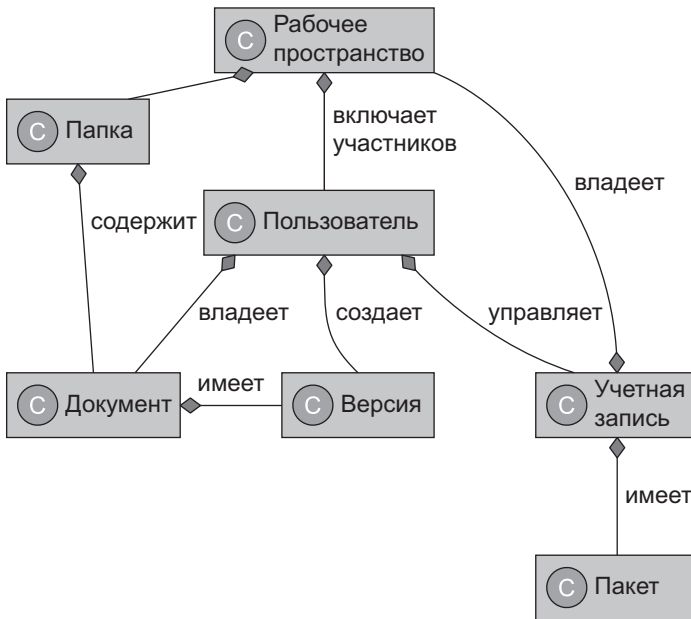 C Рабочее
пространство
C Папка
включает
участников
владеет
содержит
C Пользователь
владеет
создает
управляет
C Документ
имеет
C Версия
C Учетная
запись
имеет
C Пакет